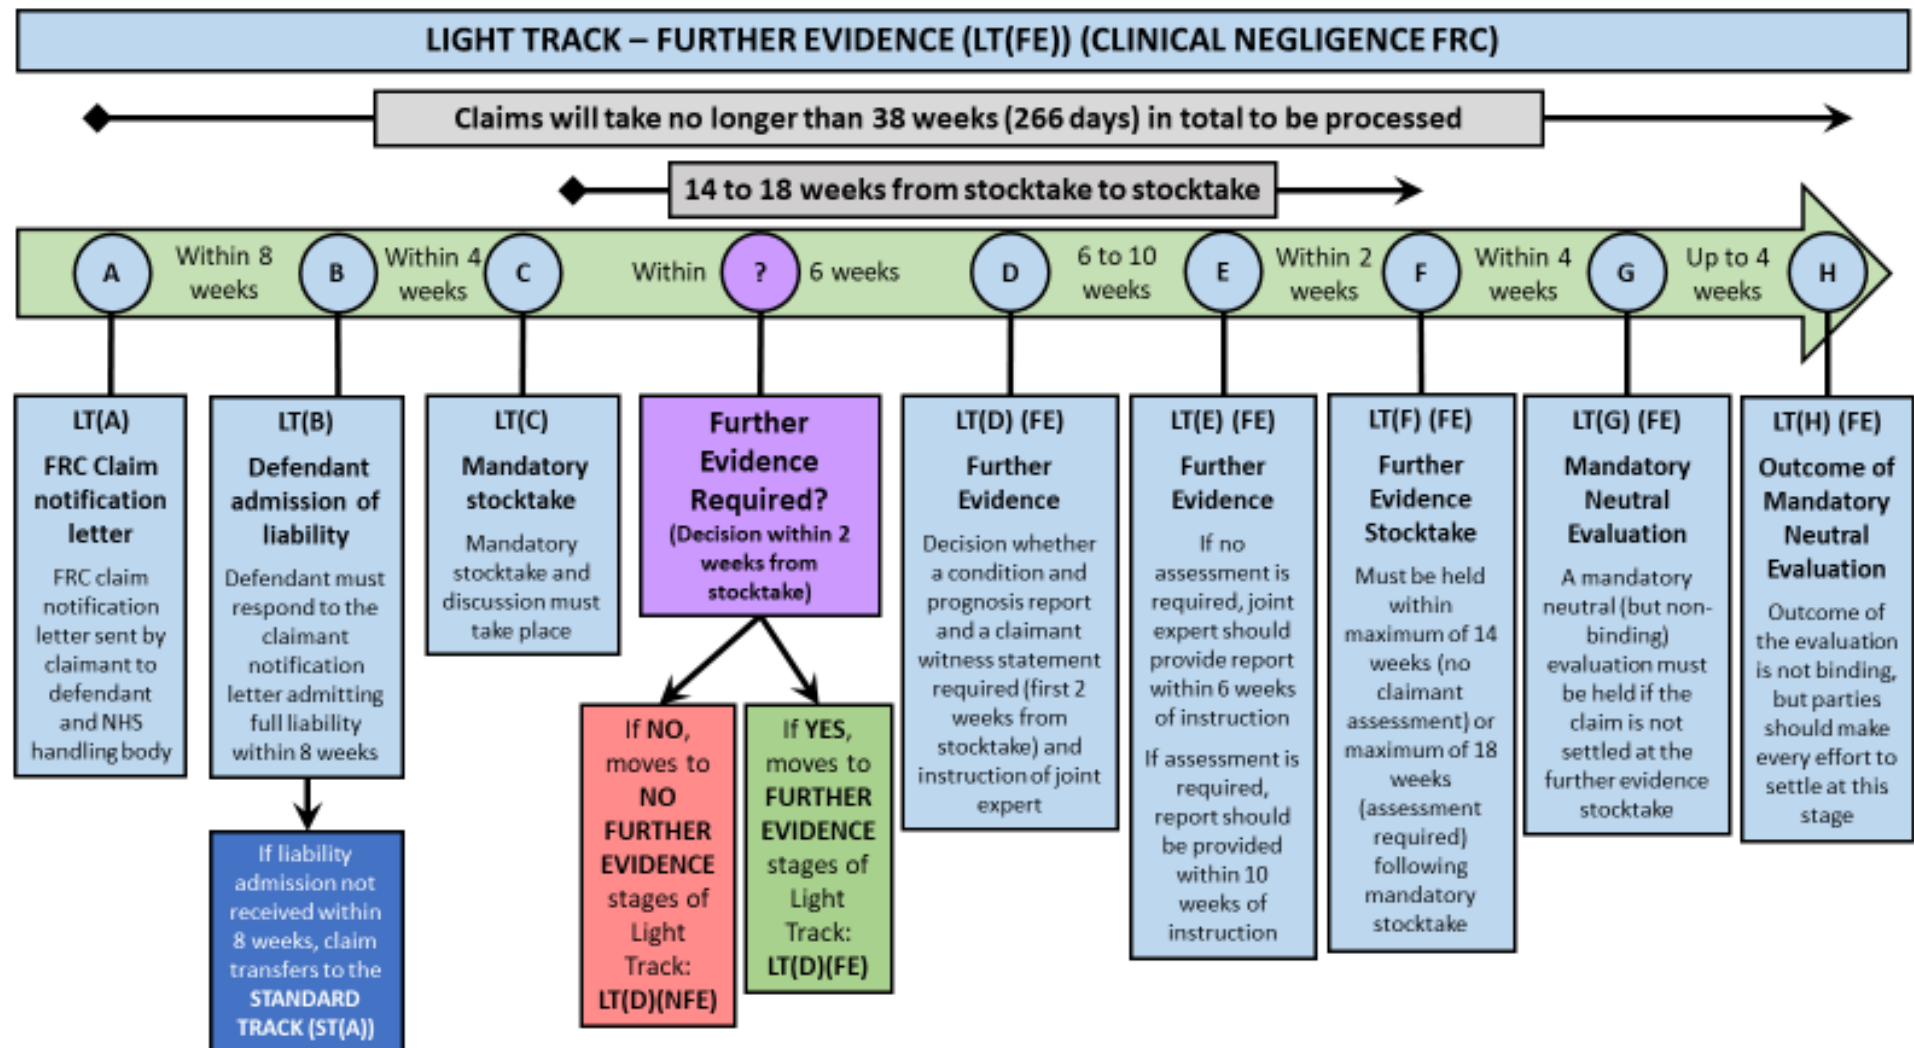 LIGHT TRACK – FURTHER EVIDENCE (LT(FE)) (CLINICAL NEGLIGENCE FRC)
Claims will take no longer than 38 weeks (266 days) in total to be processed
14 to 18 weeks from stocktake to stocktake
A
Within 8
weeks
B
Within 4
weeks
C
Within
?
6 weeks
D
6 to 10
weeks
E
Within 2
weeks
F
Within 4
weeks
G
Up to 4
weeks
H
LT(A)
FRC Claim
notification
letter
FRC claim
notification
letter sent by
claimant to
defendant
and NHS
handling body
LT(B)
Defendant
admission of
liability
Defendant must
respond to the
claimant
notification
letter admitting
full liability
within 8 weeks
If liability
admission not
received within
8 weeks, claim
transfers to the
STANDARD
TRACK (ST(A))
LT(C)
Mandatory
stocktake
Mandatory
stocktake and
discussion must
take place
Further
Evidence
Required?
(Decision within 2
weeks from
stocktake)
If NO,
moves to
NO
FURTHER
EVIDENCE
stages of
Light
Track:
LT(D)(NFE)
If YES,
moves to
FURTHER
EVIDENCE
stages of
Light
Track:
LT(D)(FE)
LT(D) (FE)
Further
Evidence
Decision whether
a condition and
prognosis report
and a claimant
witness statement
required (first 2
weeks from
stocktake) and
instruction of joint
expert
LT(E) (FE)
Further
Evidence
If no
assessment is
required, joint
expert should
provide report
within 6 weeks
of instruction
If assessment is
required,
report should
be provided
within 10
weeks of
instruction
LT(F) (FE)
Further
Evidence
Stocktake
Must be held
within
maximum of 14
weeks (no
claimant
assessment) or
maximum of 18
weeks
(assessment
required)
following
mandatory
stocktake
LT(G) (FE)
Mandatory
Neutral
Evaluation
A mandatory
neutral (but non-
binding)
evaluation must
be held if the
claim is not
settled at the
further evidence
stocktake
LT(H) (FE)
Outcome of
Mandatory
Neutral
Evaluation
Outcome of
the evaluation
is not binding,
but parties
should make
every effort to
settle at this
stage